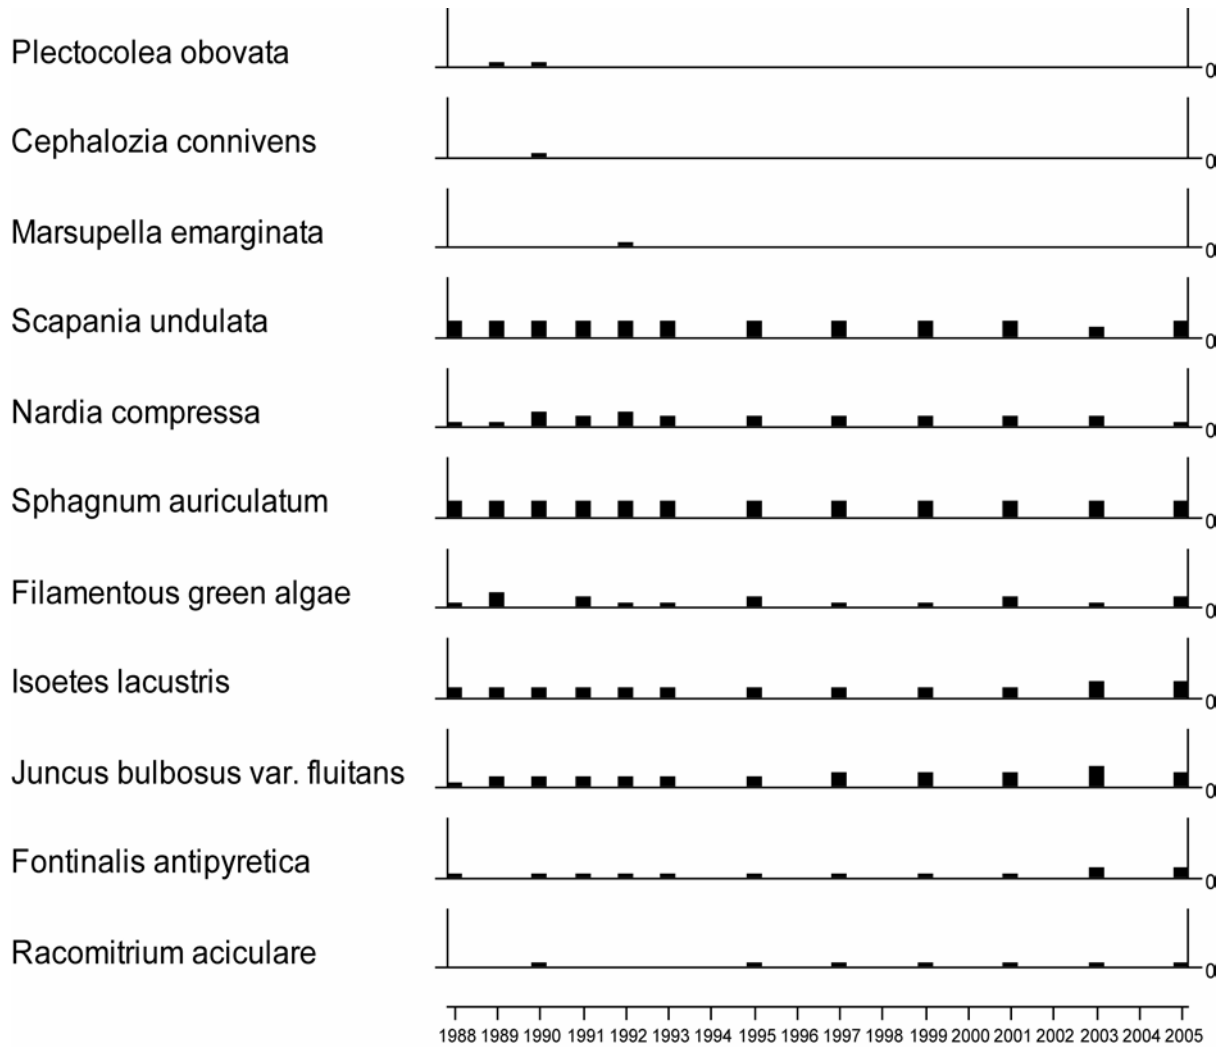 Plectocolea obovata 0
Cephalozia connivens 0
Marsupella emarginata 0
Scapania undulata 0
Nardia compressa 0
Sphagnum auriculatum 0
Filamentous green algae 0
Isoetes lacustris 0
Juncus bulbosus var. fluitans 0
Fontinalis antipyretica 0
Racomitrium aciculare 0
1988 1989 1990 1991 1992 1993 1994 1995 1996 1997 1998 1999 2000 2001 2002 2003 2004 2005